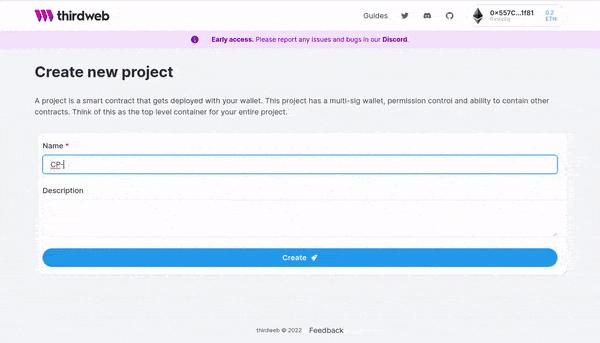 thirdweb
Guides
0x557C...1f81
0.2
ETH
Early access. Please report any issues and bugs in our Discord.
Create new project
A project is a smart contract that gets deployed with your wallet. This project has a multi-sig wallet, permission control and ability to contain other
contracts. Think of this as the top level container for your entire project.
Name *
CP-
Description
Create
thirdweb © 2022 Feedback